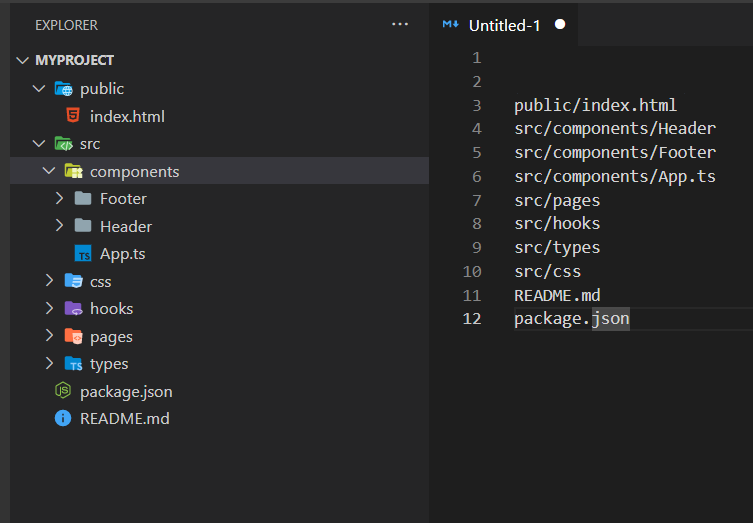 EXPLORER
MYPROJECT
public
index.html
src
components
Footer
Header
App.ts
css
hooks
pages
types
package.json
README.md
Untitled-1
1
2
3 public/index.html
4 src/components/Header
5 src/components/Footer
6 src/components/App.ts
7 src/pages
8 src/hooks
9 src/types
10 src/css
11 README.md
12 package.json